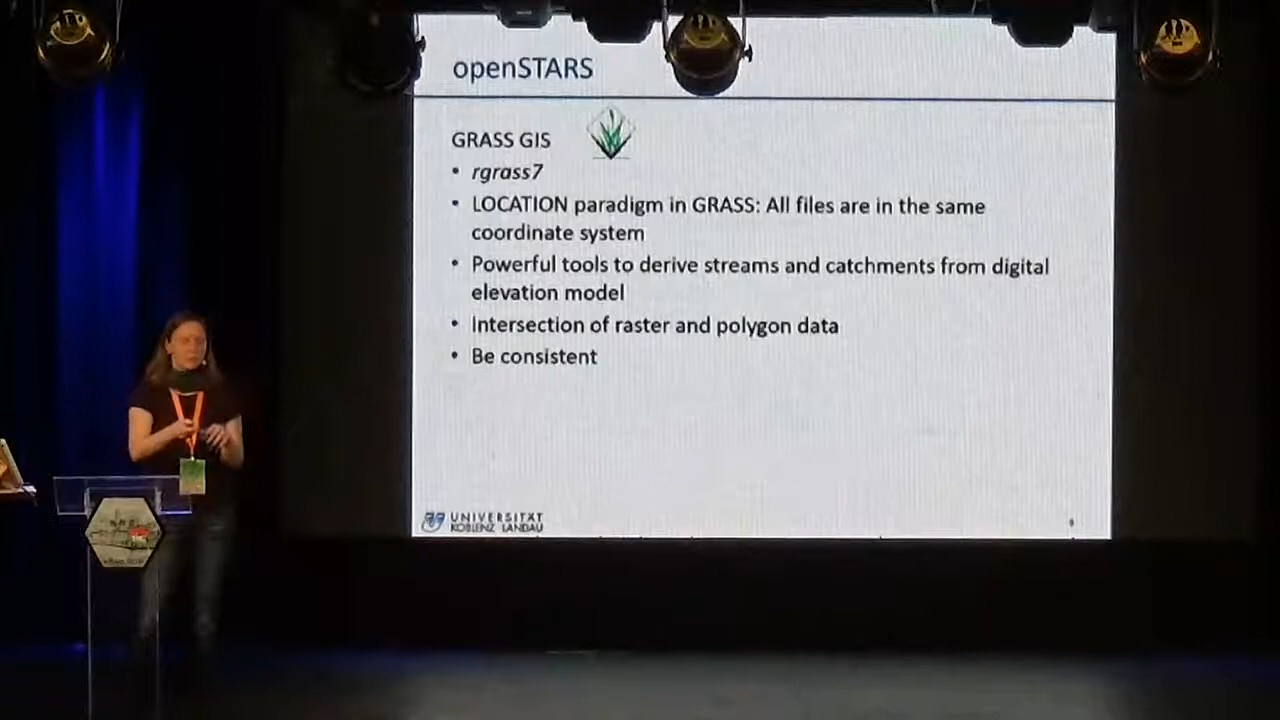 openSTARS
GRASS GIS
• rgrass7
• LOCATION paradigm in GRASS: All files are in the same
coordinate system
• Powerful tools to derive streams and catchments from digital
elevation model
• Intersection of raster and polygon data
• Be consistent
UNIVERSITÄT
KOBLENZ LANDAU